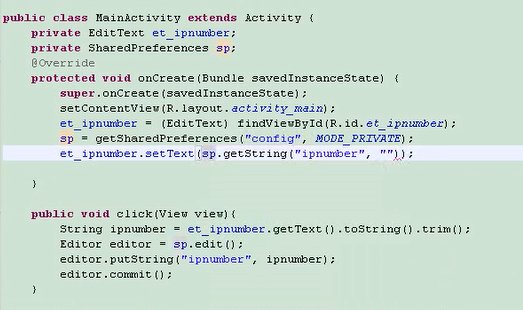 public class MainActivity extends Activity {
private EditText et_ipnumber;
private SharedPreferences sp;
@Override
protected void onCreate(Bundle savedInstanceState) {
super.onCreate(savedInstanceState);
setContentView(R.layout.activity_main);
et_ipnumber = (EditText) findViewById(R.id.et_ipnumber);
sp = getSharedPreferences("config", MODE_PRIVATE);
et_ipnumber.setText(sp.getString("ipnumber", ""));
}
public void click(View view){
String ipnumber = et_ipnumber.getText().toString().trim();
Editor editor = sp.edit();
editor.putString("ipnumber", ipnumber);
editor.commit();
}